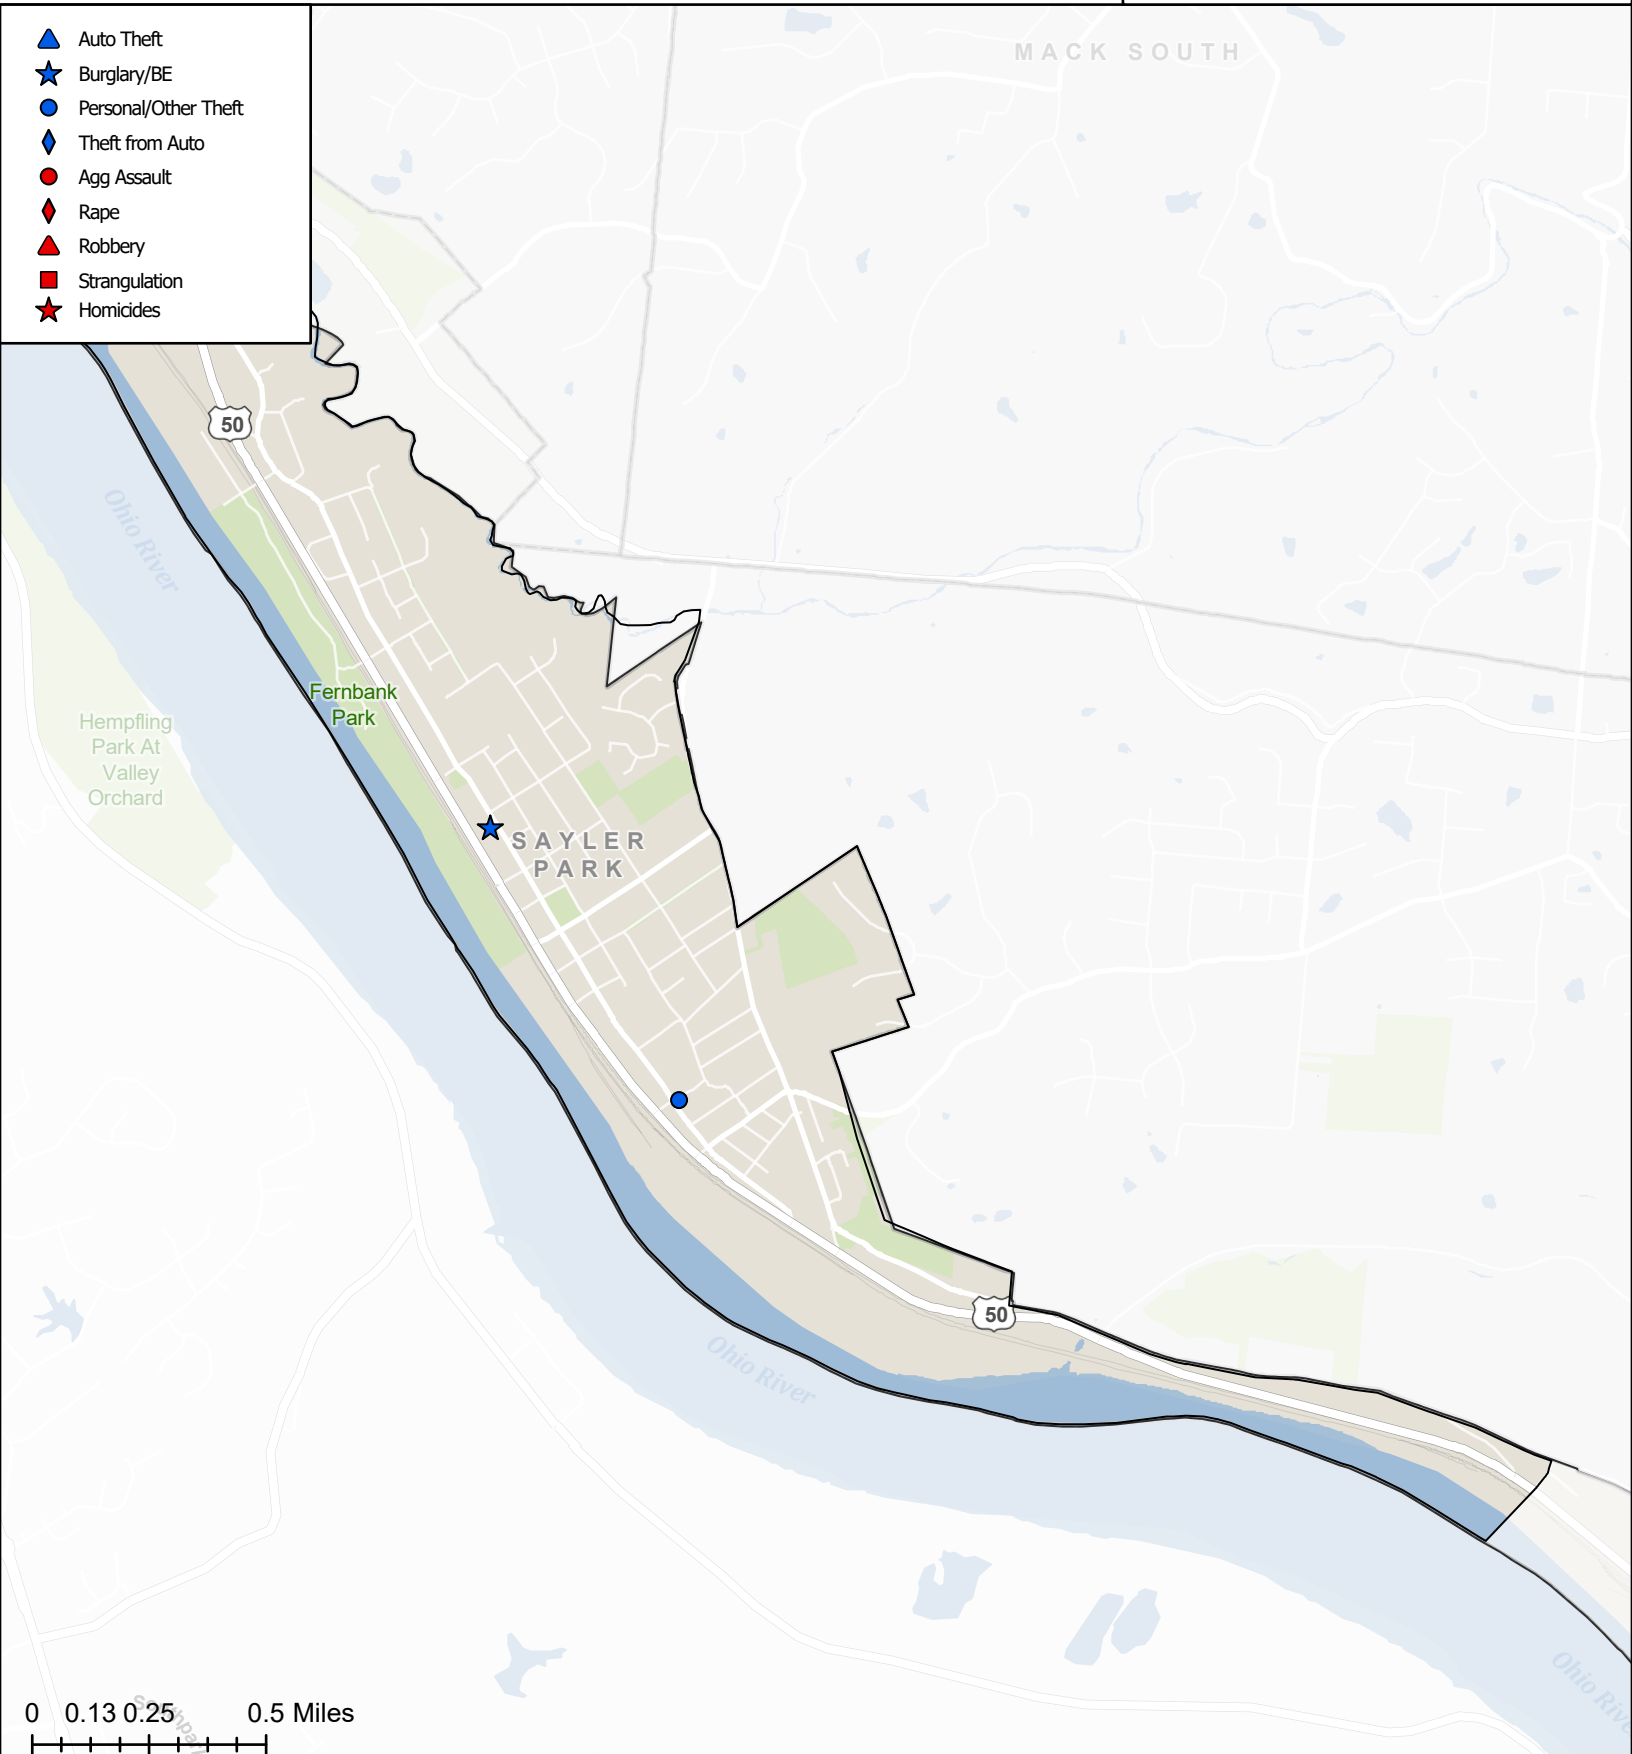 Auto Theft
Burglary/BE
Personal/Other Theft
Theft from Auto
Agg Assault
Rape
Robbery
Strangulation
Homicides
MACK SOUTH
50
Ohio River
Fernbank
Park
Hempfling
Park At
Valley
Orchard
SAYLER
PARK
50
Ohio River
Ohio River
0 0.13 0.25 0.5 Miles